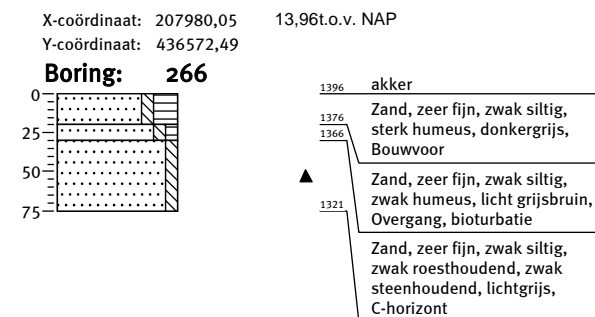 X-coördinaat: 207980,05 13,96t.o.v. NAP
Y-coördinaat: 436572,49
Boring: 266
0
25
50
75
1396 akker
1376 Zand, zeer fijn, zwak siltig,
1366 sterk humeus, donkergrijs,
Bouwvoor
Zand, zeer fijn, zwak siltig,
zwak humeus, licht grijsbruin,
1321 Overgang, bioturbatie
Zand, zeer fijn, zwak siltig,
zwak roesthoudend, zwak
steenhoudend, lichtgrijs,
C-horizont